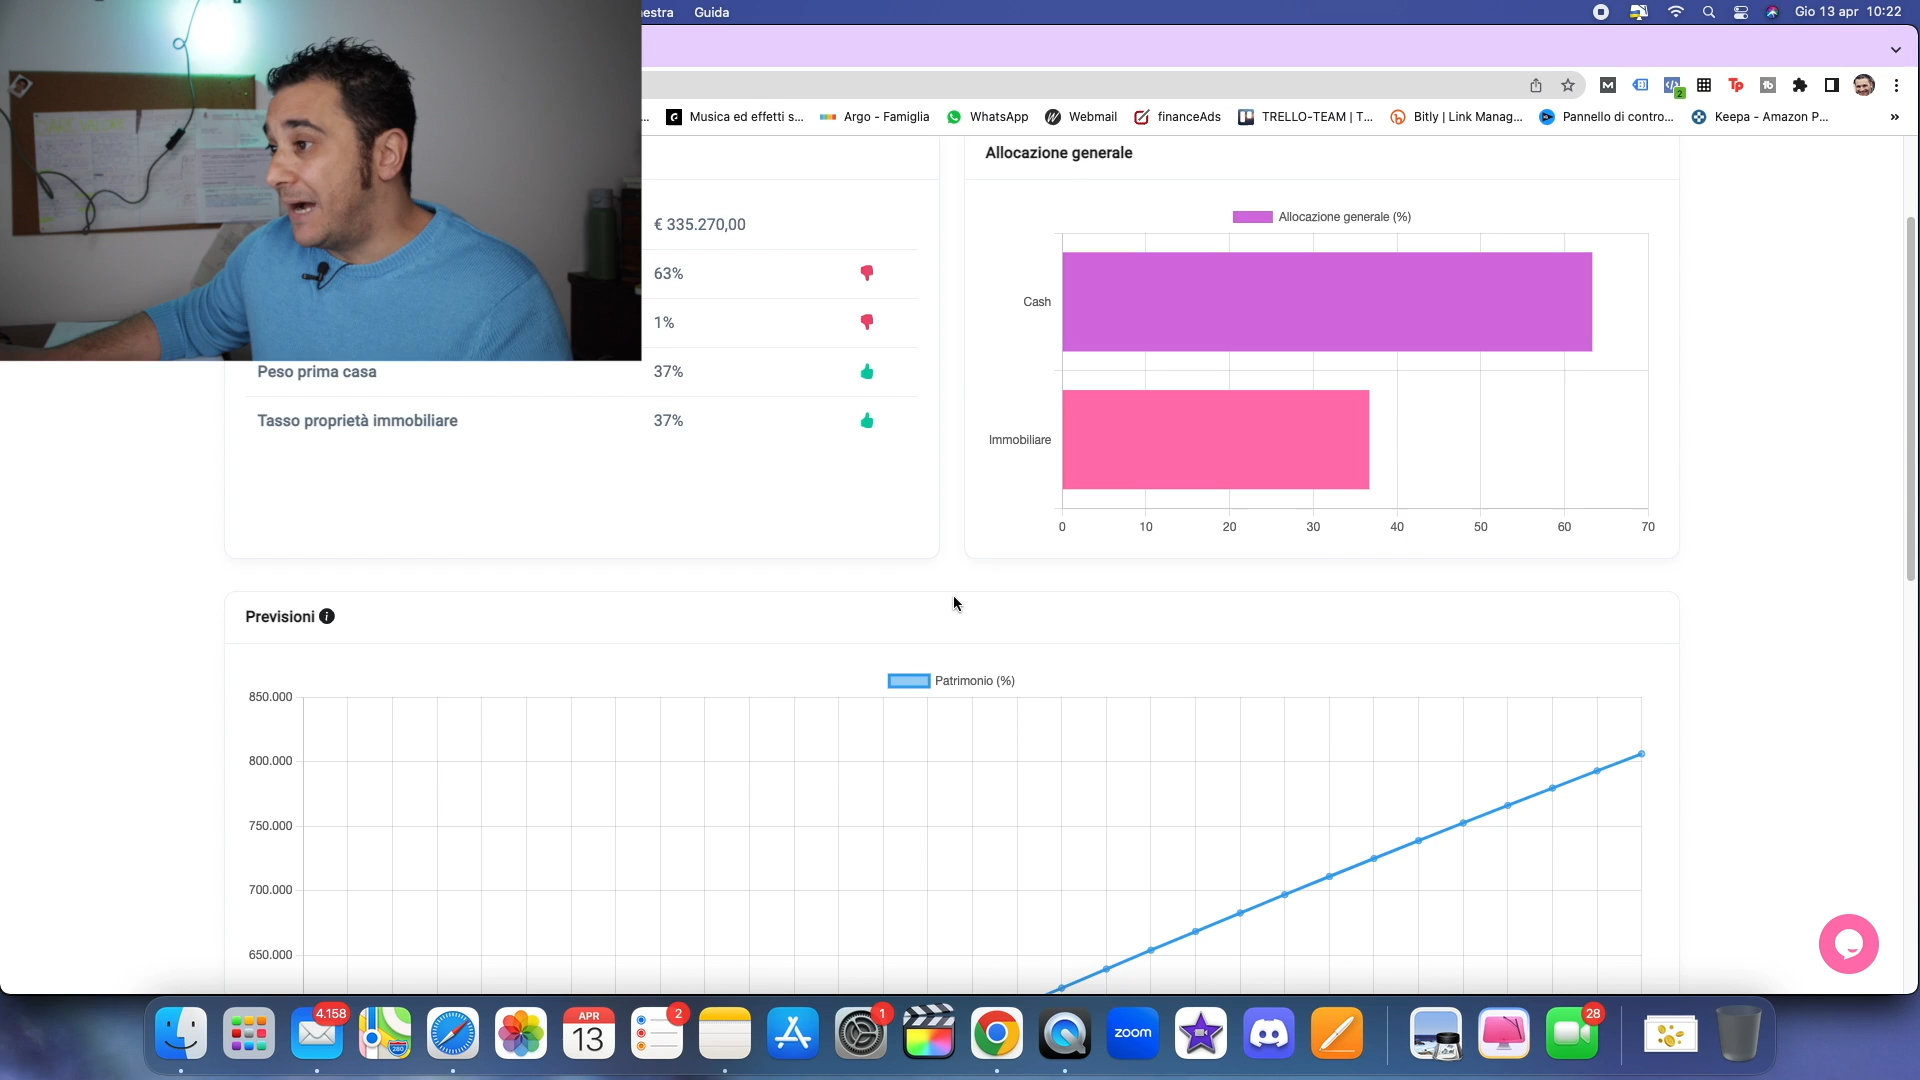 estra Guida
Gio 13 apr 10:22
2
Musica ed effetti s... Argo - Famiglia WhatsApp Webmail financeAds TRELLO-TEAM | T... Bitly | Link Manag... Pannello di contro... Keepa - Amazon P... »
Allocazione generale
Allocazione generale (%)
€ 335.270,00
63%
1%
Peso prima casa 37%
Tasso proprietà immobiliare 37%
Cash
Immobiliare
0 10 20 30 40 50 60 70
Previsioni
Patrimonio (%)
850.000
800.000
750.000
700.000
650.000
4.158
280
APR
13
2
1
zoom
28